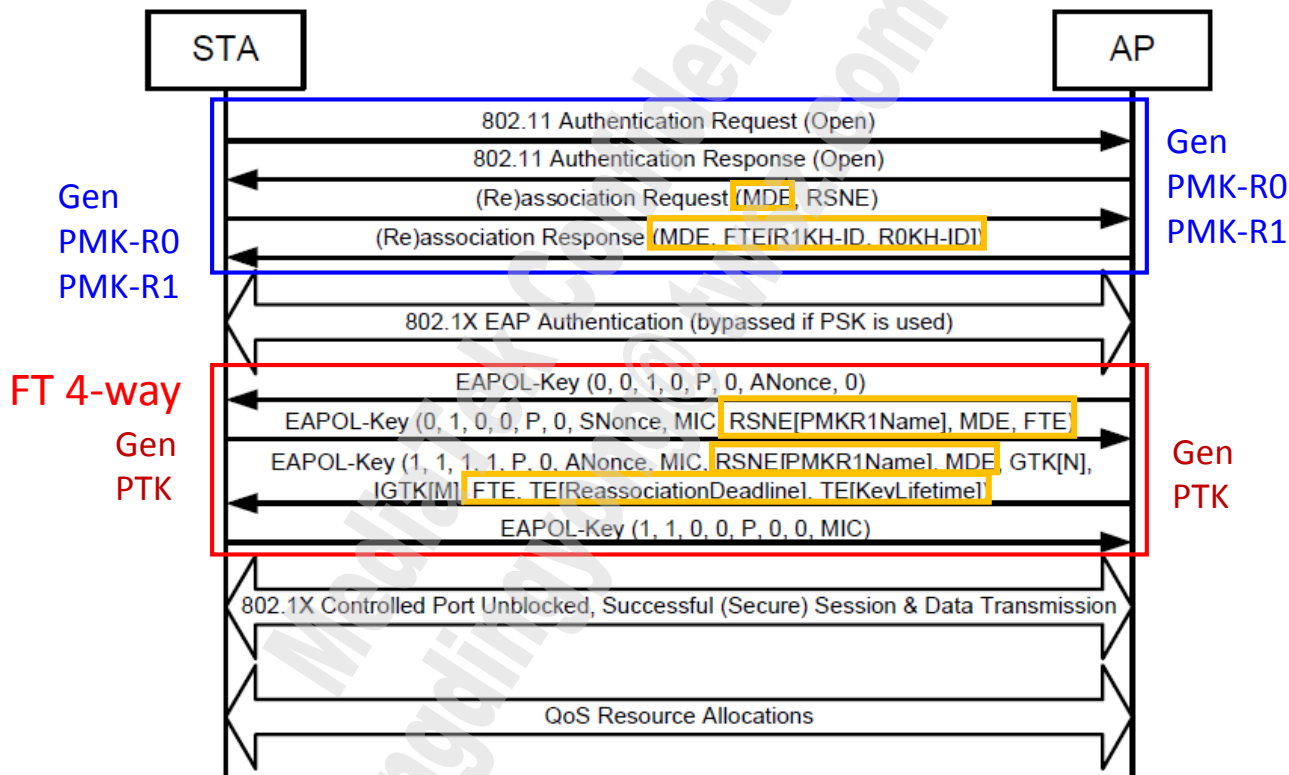 STA
AP
802.11 Authentication Request (Open)
802.11 Authentication Response (Open)
(Re)association Request (MDE, RSNE)
(Re)association Response (MDE, FTE[R1KH-ID, R0KH-ID])
Gen
PMK-R0
PMK-R1
Gen
PMK-R0
PMK-R1
802.1X EAP Authentication (bypassed if PSK is used)
FT 4-way
Gen
PTK
EAPOL-Key (0, 0, 1, 0, P, 0, ANonce, 0)
EAPOL-Key (0, 1, 0, 0, P, 0, SNonce, MIC, RSNE[PMKR1Name], MDE, FTE)
EAPOL-Key (1, 1, 1, 1, P, 0, ANonce, MIC, RSNE[PMKR1Name], MDE, GTK[N],
IGTK[M], FTE, TE[ReassociationDeadline], TE[KeyLifetime])
EAPOL-Key (1, 1, 0, 0, P, 0, 0, MIC)
Gen
PTK
802.1X Controlled Port Unblocked, Successful (Secure) Session & Data Transmission
QoS Resource Allocations
MediaTek